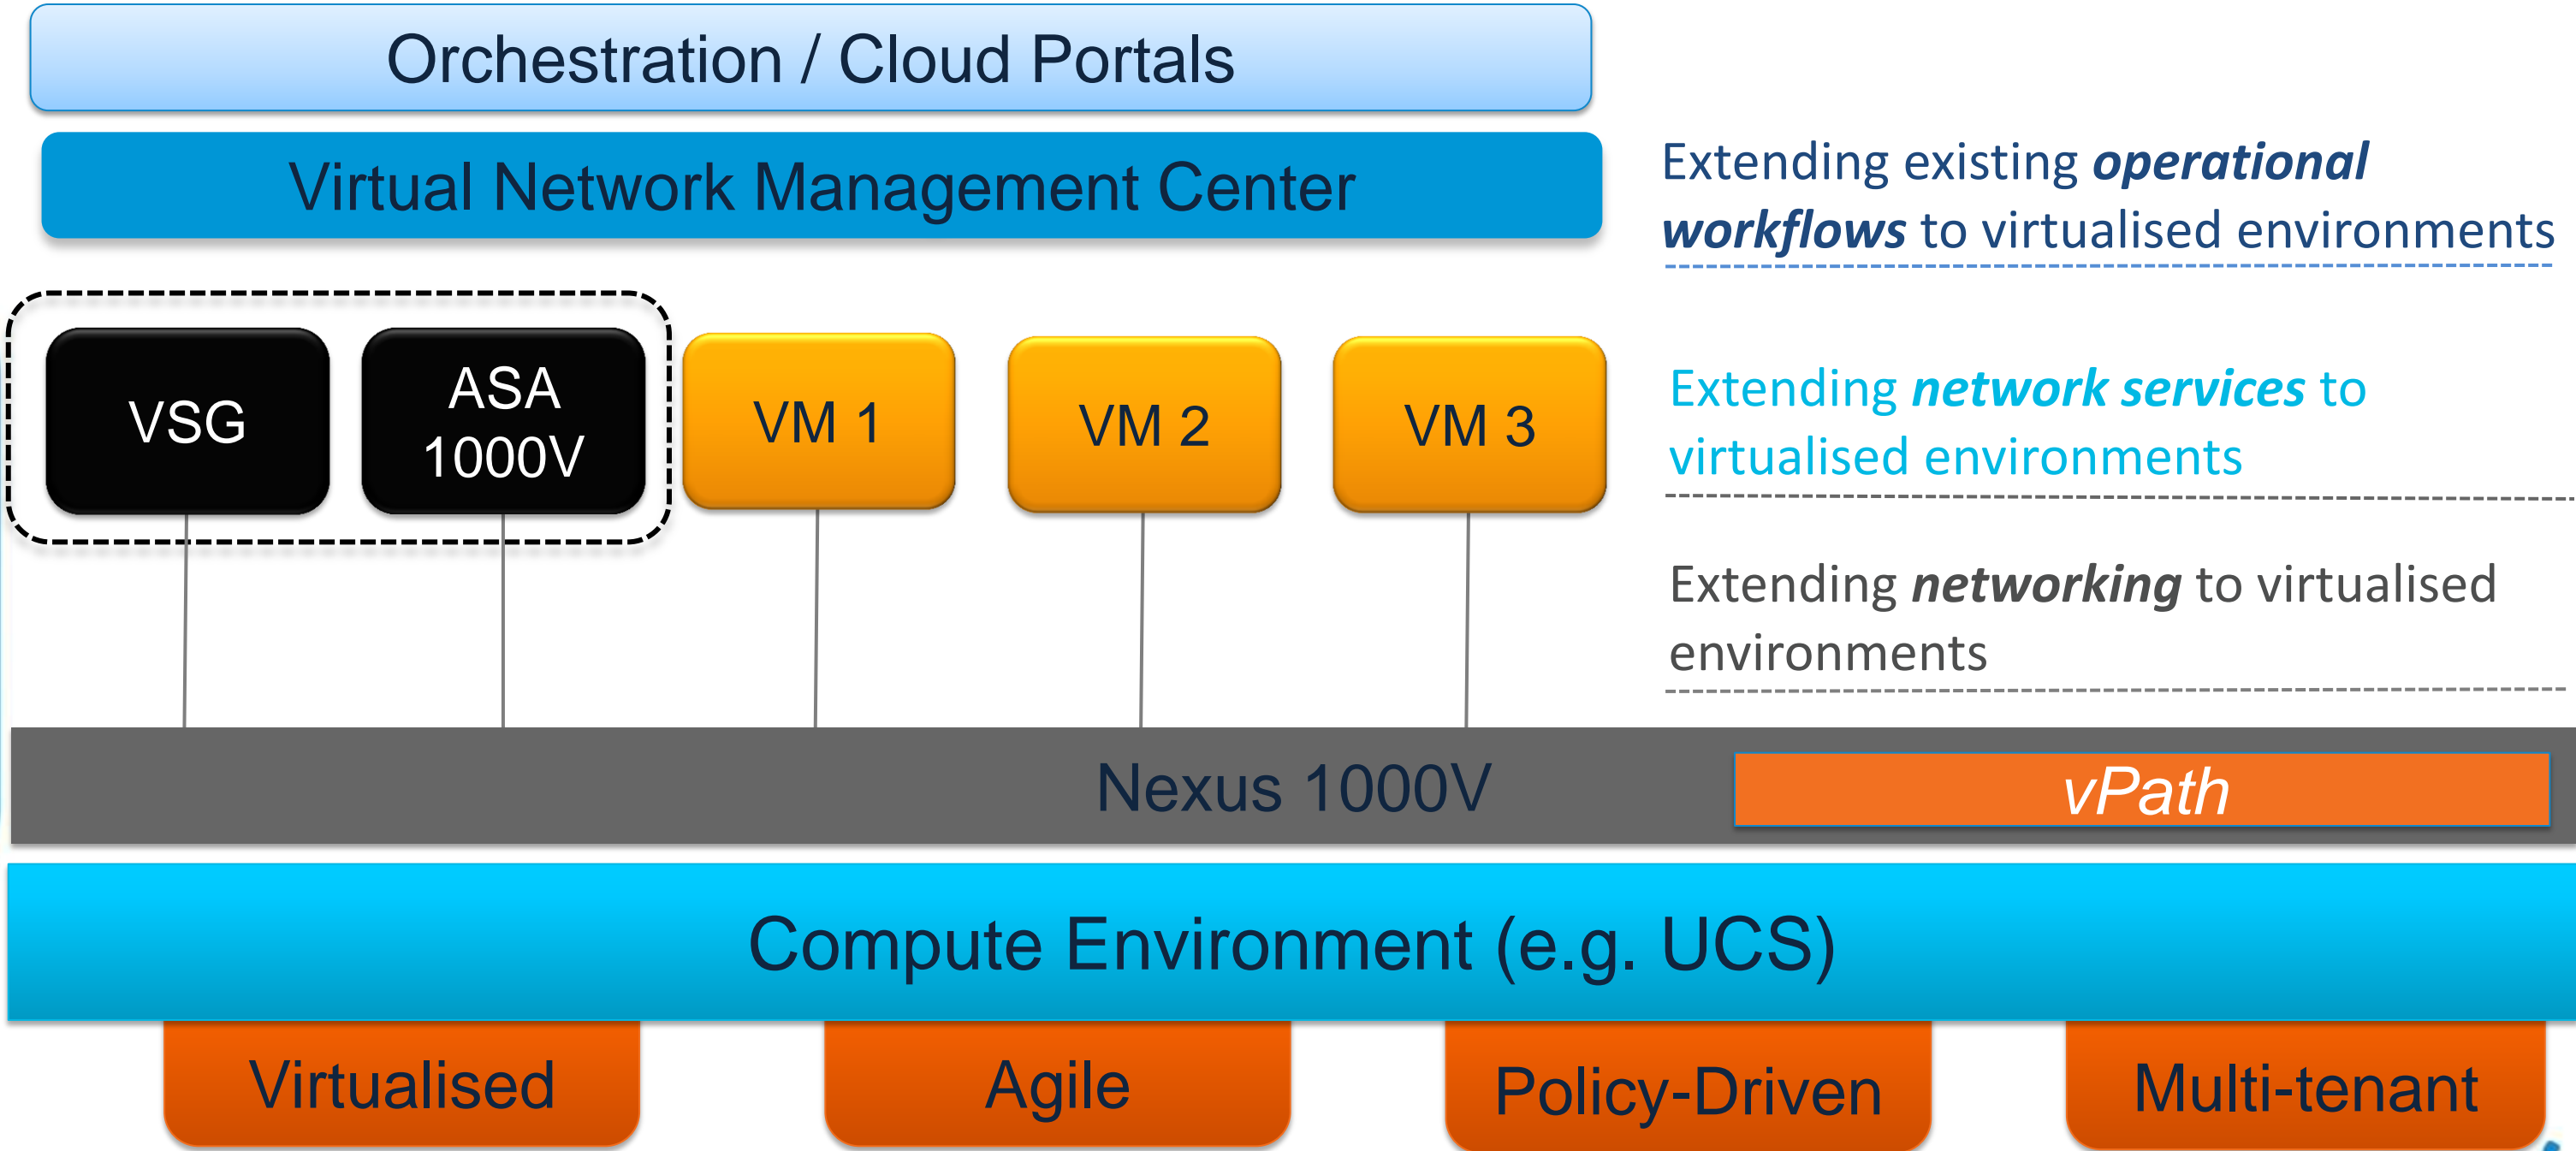 Orchestration / Cloud Portals
Virtual Network Management Center
Extending existing operational
workflows to virtualised environments
VSG
ASA
1000V
VM 1
VM 2
VM 3
Extending network services to
virtualised environments
Extending networking to virtualised
environments
Nexus 1000V
vPath
Compute Environment (e.g. UCS)
Virtualised
Agile
Policy-Driven
Multi-tenant